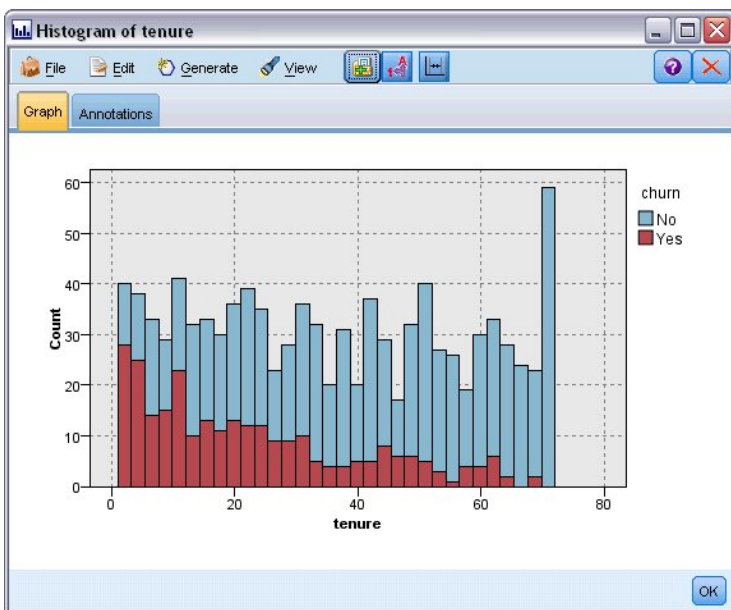 Histogram of tenure
File Edit Generate View
Graph Annotations
60
50
40
30
20
10
0
Count
0 20 40 60 80
tenure
churn
No
Yes
OK